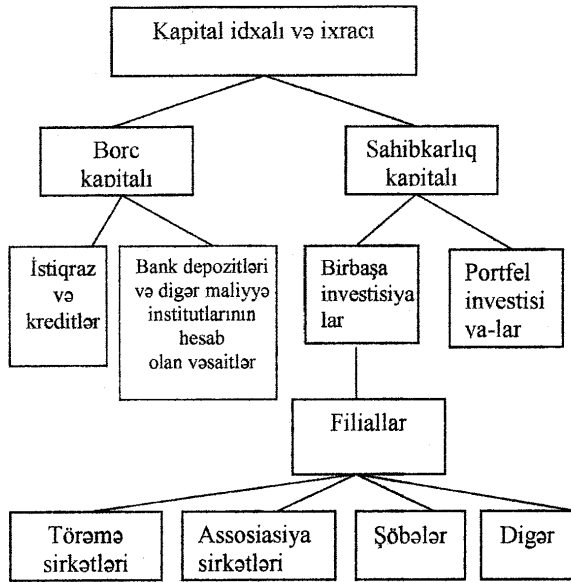 Kapital idxalı və ixracı
Borc
kapitalı
Sahibkarlıq
kapitalı
İstiqraz
və
kreditlər
Bank depozitləri
və digər maliyyə
institutlarının
hesab
olan vəsaitlər
Birbaşa
investisiya
lar
Portfel
investisi
ya-lar
Filiallar
Törəmə
sirkətləri
Assosiasiya
sirkətləri
Şöbələr
Digər